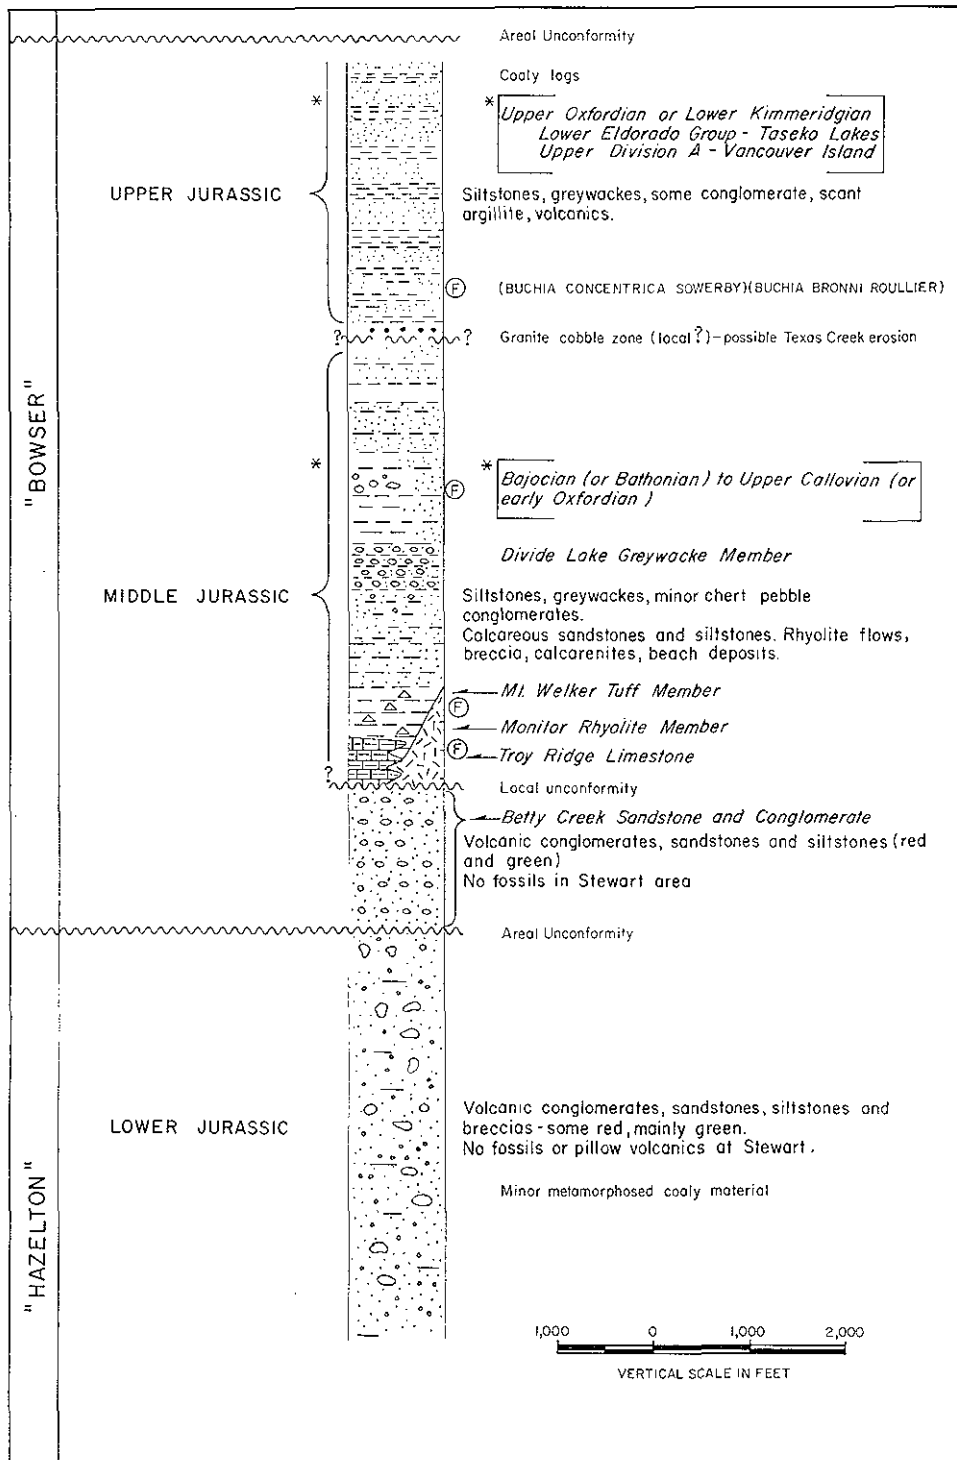 Areal Unconformity
Coaly logs
*
* Upper Oxfordian or Lower Kimmeridgian
Lower Eldorado Group - Taseko Lakes
Upper Division A - Vancouver Island
UPPER JURASSIC
Siltstones, greywackes, some conglomerate, scant
argillite, volcanics.
F
(BUCHIA CONCENTRICA SOWERBY)(BUCHIA BRONNI ROULLIER)
? ?
Granite cobble zone (local?)-possible Texas Creek erosion
"BOWSER"
*
* Bajocian (or Bathonian) to Upper Callovian (or
early Oxfordian)
F
Divide Lake Greywacke Member
MIDDLE JURASSIC
Siltstones, greywackes, minor chert pebble
conglomerates.
Calcareous sandstones and siltstones. Rhyolite flows,
breccia, calcarenites, beach deposits.
Mt. Welker Tuff Member
F
Monitor Rhyolite Member
F
Troy Ridge Limestone
?
Local unconformity
Betty Creek Sandstone and Conglomerate
Volcanic conglomerates, sandstones and siltstones (red
and green)
No fossils in Stewart area
Areal Unconformity
LOWER JURASSIC
Volcanic conglomerates, sandstones, siltstones and
breccias-some red, mainly green.
No fossils or pillow volcanics at Stewart.
Minor metamorphosed coaly material
"HAZELTON"
1,000 0 1,000 2,000
VERTICAL SCALE IN FEET